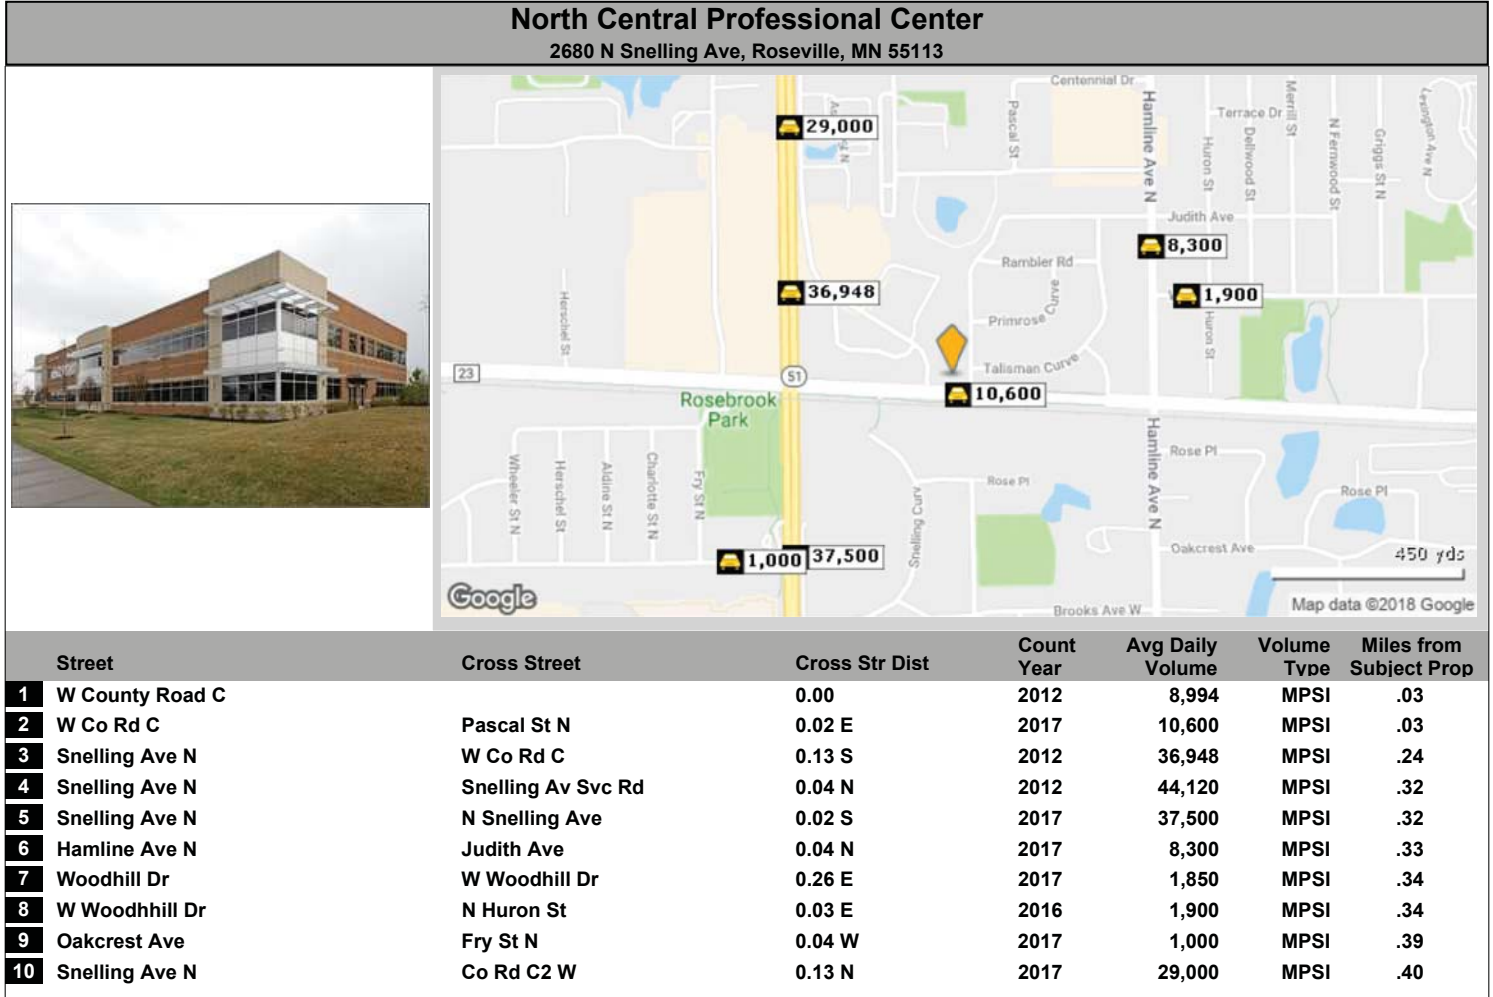 North Central Professional Center
2680 N Snelling Ave, Roseville, MN 55113
Centennial Dr
29,000
Pascal St
Hamline Ave N
Terrace Dr
Merrill St
Huron St
Dellwood St
N Fernwood St
Griggs St N
Lexington Ave N
Judith Ave
8,300
Rambler Rd
36,948
1,900
Herschel St
Primrose Curve
Huron St
Talisman Curve
23
51
10,600
Rosebrook
Park
Hamline Ave N
Rose Pl
Wheeler St N
Herschel St
Aldine St N
Charlotte St N
Fry St N
Rose Pl
Rose Pl
Snelling Curv
Oakcrest Ave
1,000
37,500
450 yds
Google
Brooks Ave W
Map data ©2018 Google
Street Cross Street Cross Str Dist Count Year Avg Daily Volume Volume Type Miles from Subject Prop
1 W County Road C 0.00 2012 8,994 MPSI .03
2 W Co Rd C Pascal St N 0.02 E 2017 10,600 MPSI .03
3 Snelling Ave N W Co Rd C 0.13 S 2012 36,948 MPSI .24
4 Snelling Ave N Snelling Av Svc Rd 0.04 N 2012 44,120 MPSI .32
5 Snelling Ave N N Snelling Ave 0.02 S 2017 37,500 MPSI .32
6 Hamline Ave N Judith Ave 0.04 N 2017 8,300 MPSI .33
7 Woodhill Dr W Woodhill Dr 0.26 E 2017 1,850 MPSI .34
8 W Woodhhill Dr N Huron St 0.03 E 2016 1,900 MPSI .34
9 Oakcrest Ave Fry St N 0.04 W 2017 1,000 MPSI .39
10 Snelling Ave N Co Rd C2 W 0.13 N 2017 29,000 MPSI .40